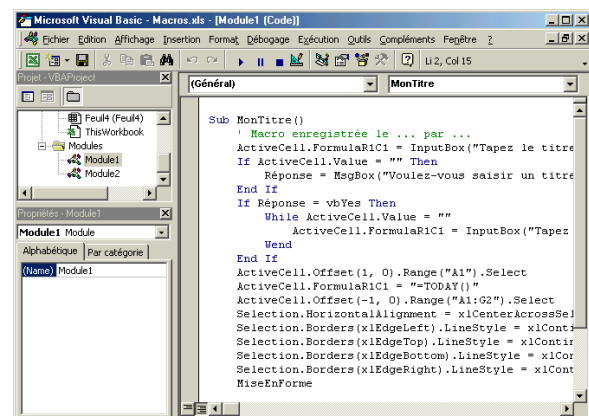 Microsoft Visual Basic - Macros.xls - [Module1 (Code)]
Fichier Edition Affichage Insertion Format Débogage Exécution Outils Compléments Fenêtre ?
Li 2, Col 15
Projet - VBAProject
Feuil4 (Feuil4)
ThisWorkbook
Modules
Module1
Module2
Propriétés - Module1
Module1 Module
Alphabétique Par catégorie
(Name) Module1
(Général) MonTitre
Sub MonTitre()
' Macro enregistrée le ... par ...
ActiveCell.FormulaR1C1 = InputBox("Tapez le titre
If ActiveCell.Value = "" Then
Réponse = MsgBox("Voulez-vous saisir un titre
End If
If Réponse = vbYes Then
While ActiveCell.Value = ""
ActiveCell.FormulaR1C1 = InputBox("Tapez
Wend
End If
ActiveCell.Offset(1, 0).Range("A1").Select
ActiveCell.FormulaR1C1 = "=TODAY()"
ActiveCell.Offset(-1, 0).Range("A1:G2").Select
Selection.HorizontalAlignment = xlCenterAcrossSel
Selection.Borders(xlEdgeLeft).LineStyle = xlConti
Selection.Borders(xlEdgeTop).LineStyle = xlContin
Selection.Borders(xlEdgeBottom).LineStyle = xlCon
Selection.Borders(xlEdgeRight).LineStyle = xlCont
MiseEnForme